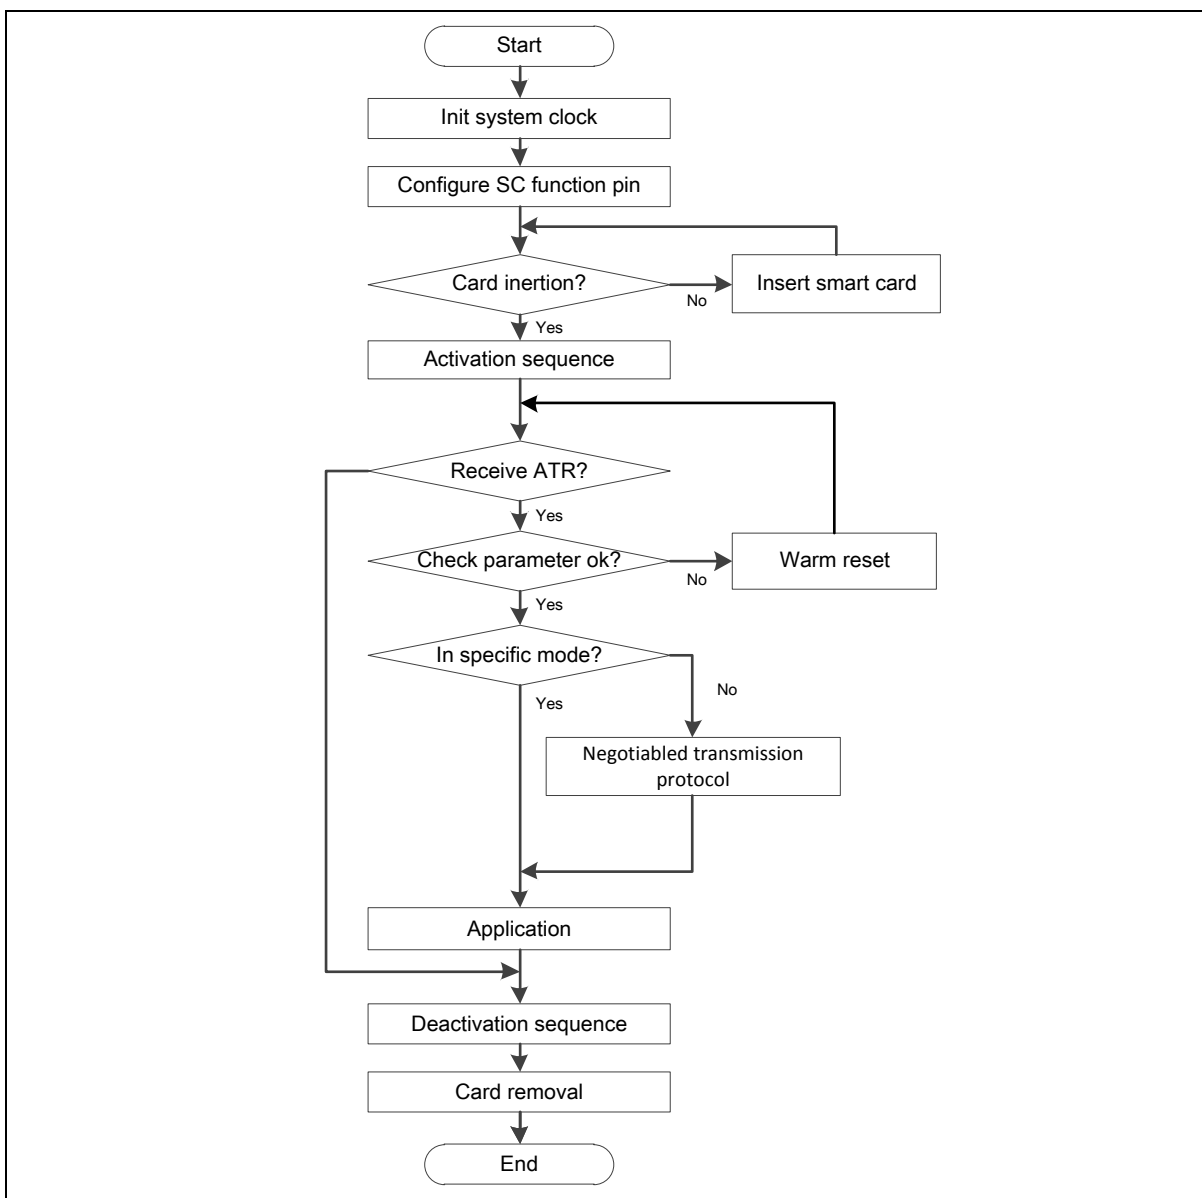 Start
Init system clock
Configure SC function pin
Card inertion?
No
Insert smart card
Yes
Activation sequence
Receive ATR?
Yes
Check parameter ok?
No
Warm reset
Yes
In specific mode?
No
Yes
Negotiabled transmission
protocol
Application
Deactivation sequence
Card removal
End